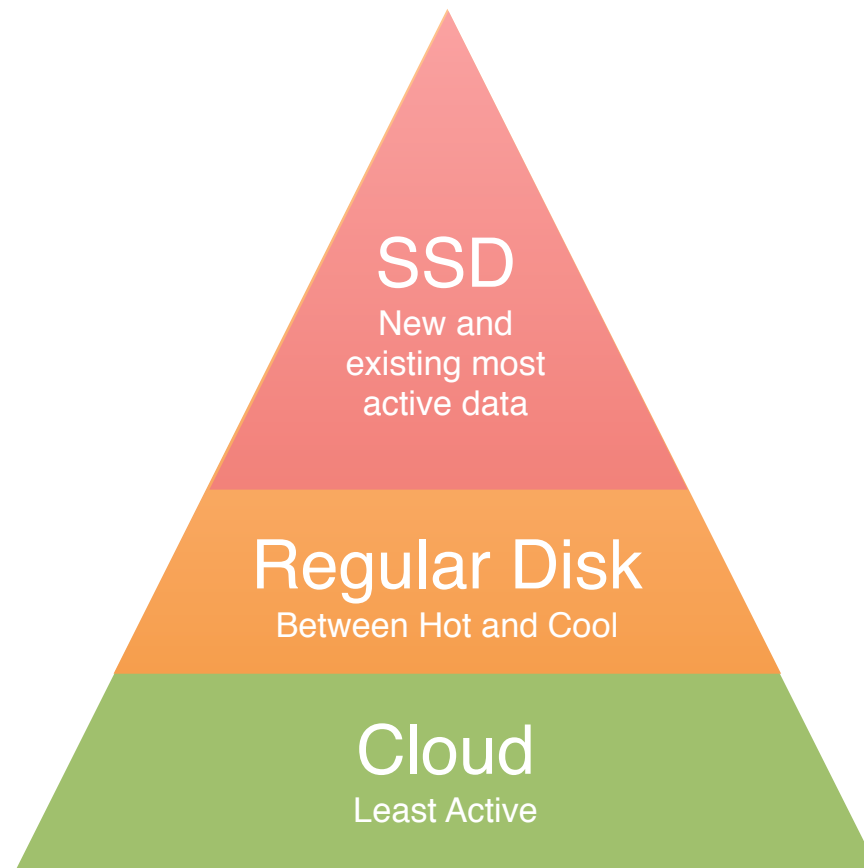 SSD
New and
existing most
active data
Regular Disk
Between Hot and Cool
Cloud
Least Active